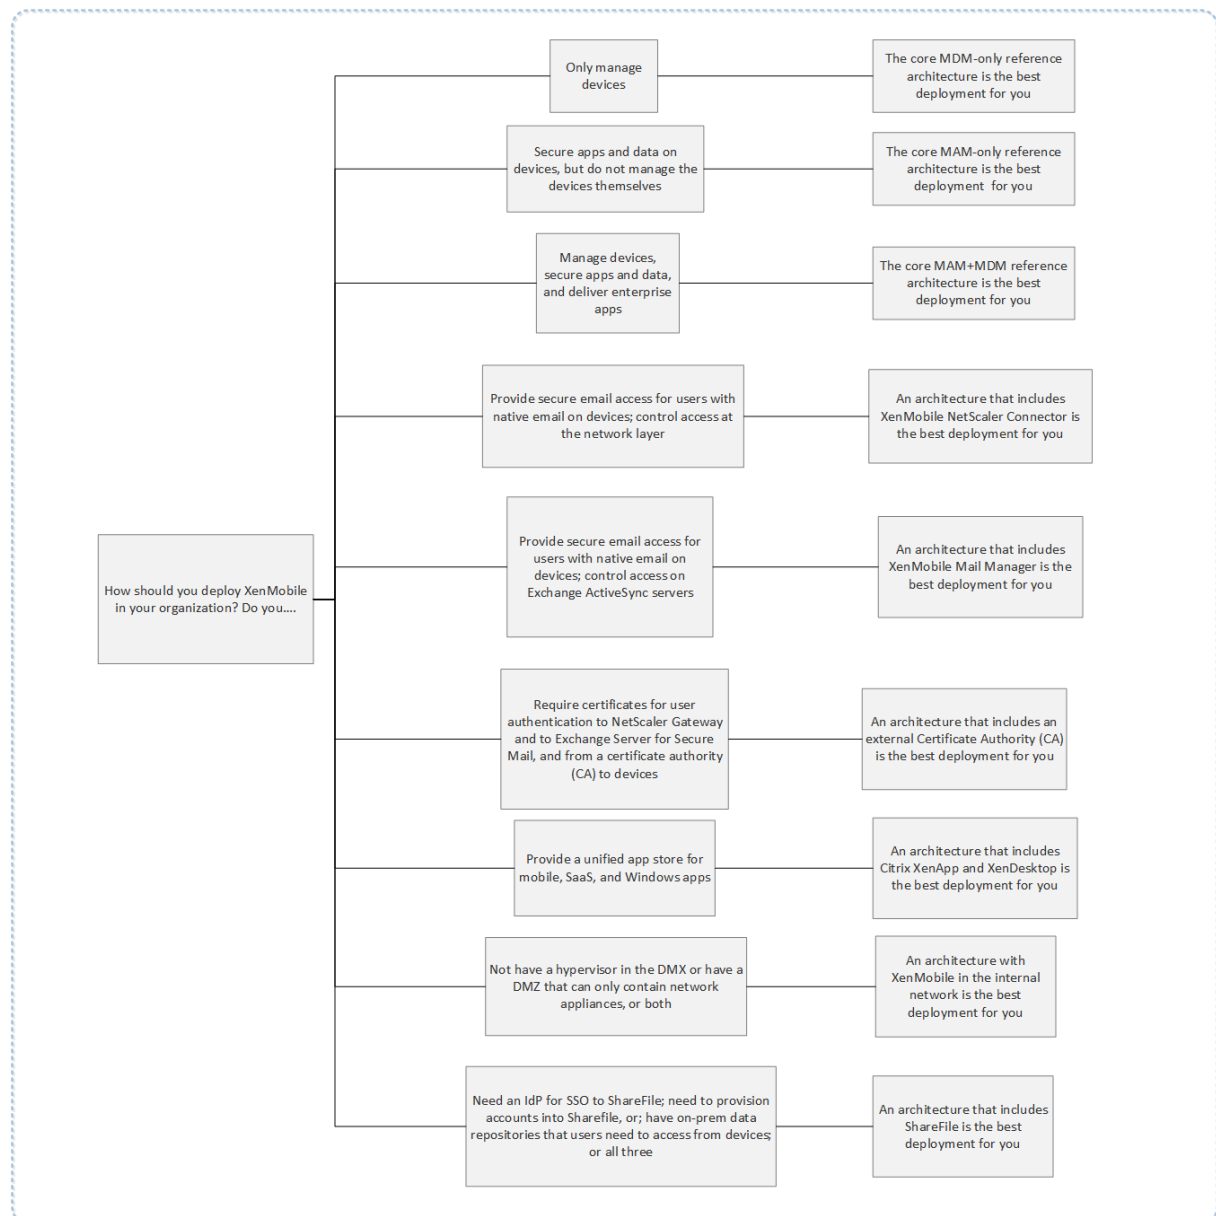 Only manage
devices
The core MDM-only reference
architecture is the best
deployment for you
Secure apps and data on
devices, but do not manage the
devices themselves
The core MAM-only reference
architecture is the best
deployment  for you
Manage devices,
secure apps and data,
and deliver enterprise
apps
The core MAM+MDM reference
architecture is the best
deployment for you
Provide secure email access for users with
native email on devices; control access at
the network layer
An architecture that includes
XenMobile NetScaler Connector is
the best deployment for you
How should you deploy XenMobile
in your organization? Do you....
Provide secure email access for
users with native email on
devices; control access on
Exchange ActiveSync servers
An architecture that includes
XenMobile Mail Manager is the
best deployment for you
Require certificates for user
authentication to NetScaler Gateway
and to Exchange Server for Secure
Mail, and from a certificate authority
(CA) to devices
An architecture that includes an
external Certificate Authority (CA)
is the best deployment for you
Provide a unified app store for
mobile, SaaS, and Windows apps
An architecture that includes
Citrix XenApp and XenDesktop is
the best deployment for you
Not have a hypervisor in the DMX or have a
DMZ that can only contain network
appliances, or both
An architecture with
XenMobile in the internal
network is the best
deployment for you
Need an IdP for SSO to ShareFile; need to provision
accounts into Sharefile, or; have on-prem data
repositories that users need to access from devices;
or all three
An architecture that includes
ShareFile is the best
deployment for you